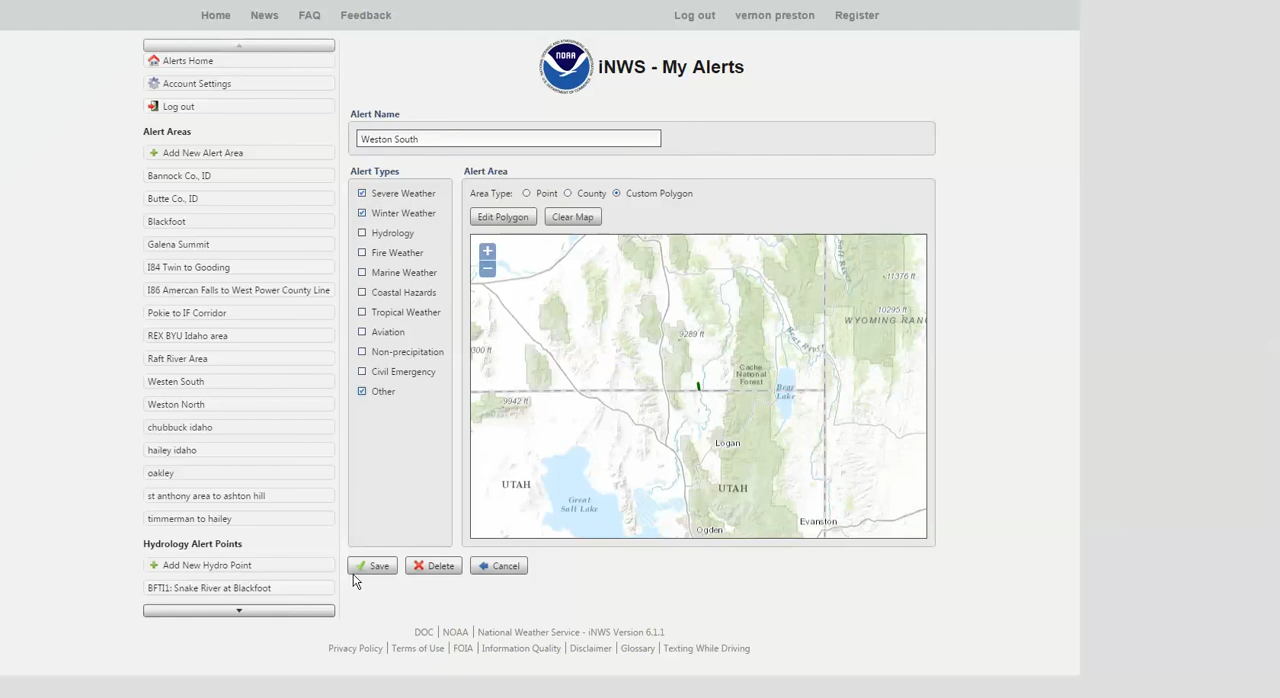 Home News FAQ Feedback Log out vernon preston Register
Alerts Home
Account Settings
Log out
Alert Areas
Add New Alert Area
Bannock Co., ID
Butte Co., ID
Blackfoot
Galena Summit
I84 Twin to Gooding
I86 Amercan Falls to West Power County Line
Pokie to IF Corridor
REX BYU Idaho area
Raft River Area
Westen South
Weston North
chubbuck idaho
hailey idaho
oakley
st anthony area to ashton hill
timmerman to hailey
Hydrology Alert Points
Add New Hydro Point
BFTI1: Snake River at Blackfoot
NOAA
iNWS - My Alerts
Alert Name
Weston South
Alert Types
Severe Weather
Winter Weather
Hydrology
Fire Weather
Marine Weather
Coastal Hazards
Tropical Weather
Aviation
Non-precipitation
Civil Emergency
Other
Alert Area
Area Type: Point County Custom Polygon
Edit Polygon Clear Map
+
−
11376 ft
10295 ft
WYOMING RAN
9289 ft
300 ft
Bear River
Cache
National
Forest
Bear
Lake
9942 ft
Logan
UTAH
UTAH
Great
Salt Lake
Ogden
Evanston
Save Delete Cancel
DOC | NOAA | National Weather Service - iNWS Version 6.1.1
Privacy Policy | Terms of Use | FOIA | Information Quality | Disclaimer | Glossary | Texting While Driving